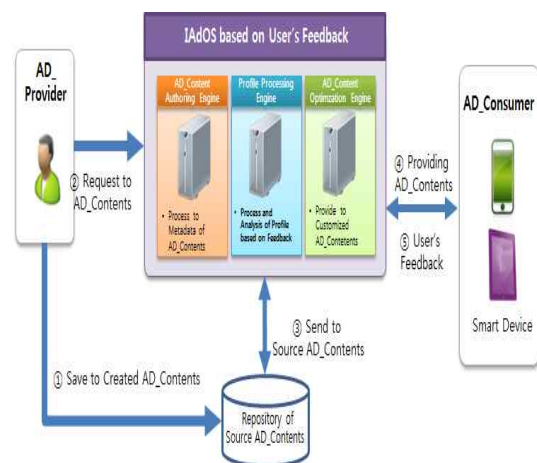 IAdOS based on User's Feedback
AD_
Provider
AD_Content
Authoring Engine
• Process to
Metadata of
AD_Contents
Profile Processing
Engine
• Process and
Analysis of Profile
based on Feedback
AD_Content
Optimzation Engine
• Provide to
Customized
AD_Contetents
AD_Consumer
② Request to
AD_Contents
④ Providing
AD_Contents
⑤ User's
Feedback
Smart Device
③ Send to
Source AD_Contents
① Save to Created AD_Contents
Repository of
Source AD_Contents